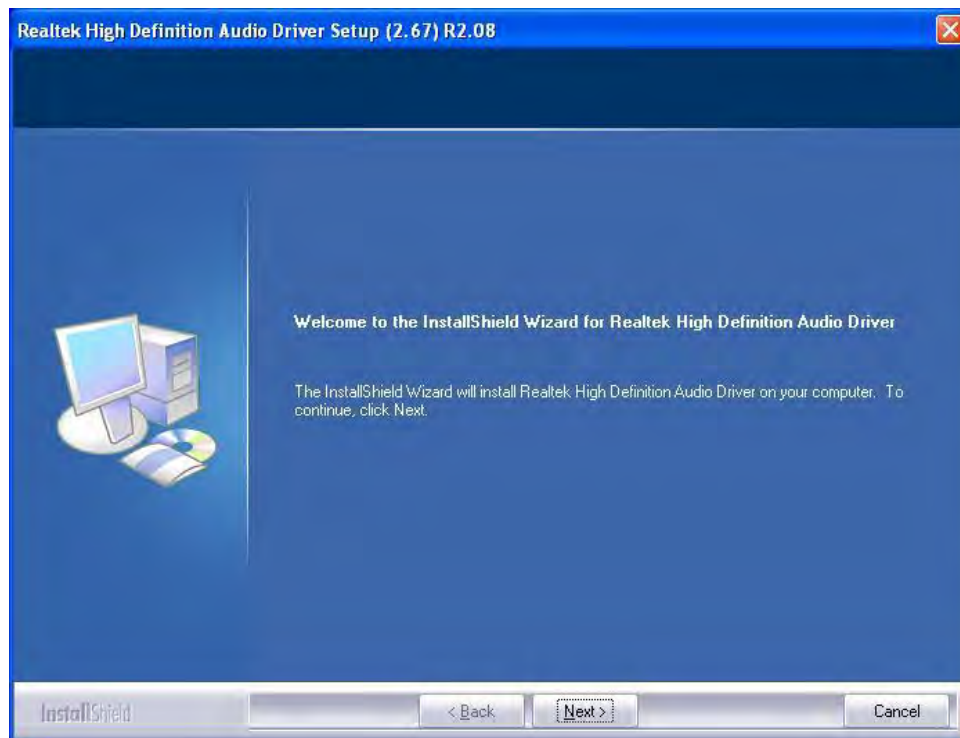 Realtek High Definition Audio Driver Setup (2.67) R2.08
Welcome to the InstallShield Wizard for Realtek High Definition Audio Driver
The InstallShield Wizard will install Realtek High Definition Audio Driver on your computer. To
continue, click Next.
InstallShield
< Back
Next >
Cancel